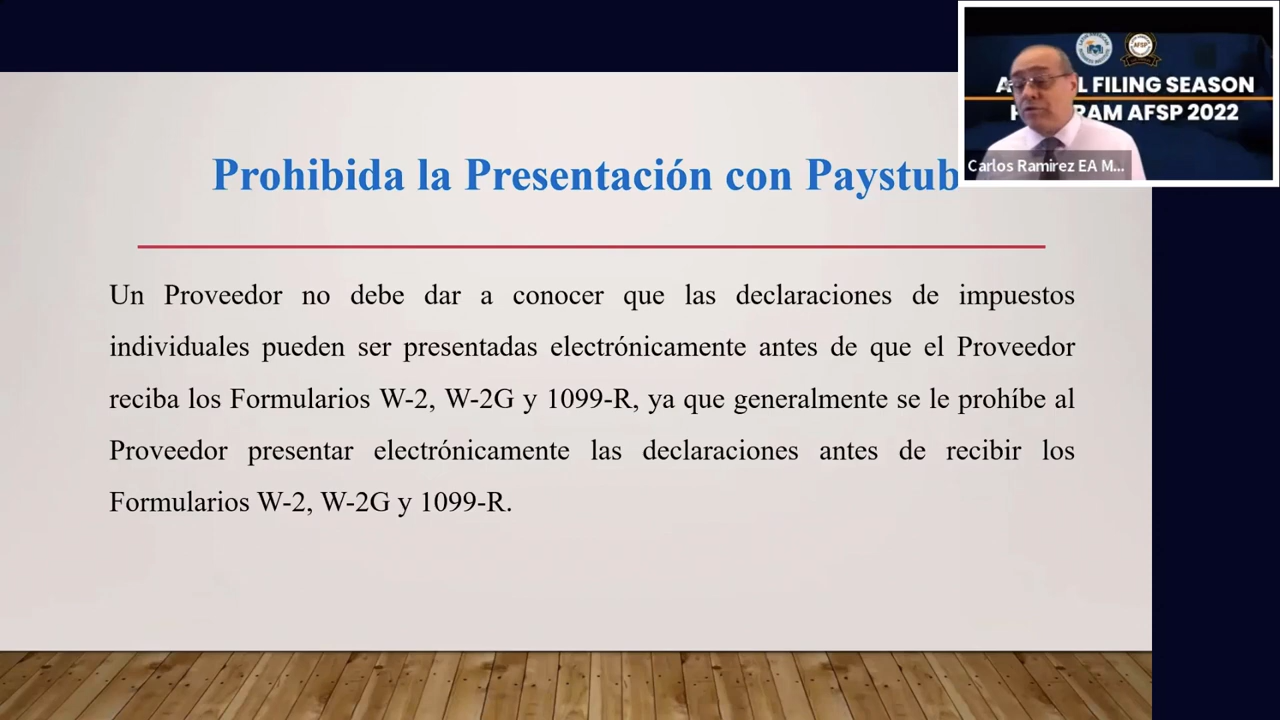 Prohibida la Presentación con Paystub
Un Proveedor no debe dar a conocer que las declaraciones de impuestos
individuales pueden ser presentadas electrónicamente antes de que el Proveedor
reciba los Formularios W-2, W-2G y 1099-R, ya que generalmente se le prohíbe al
Proveedor presentar electrónicamente las declaraciones antes de recibir los
Formularios W-2, W-2G y 1099-R.
AFSP
L FILING SEASON
RAM AFSP 2022
Carlos Ramirez EA M...